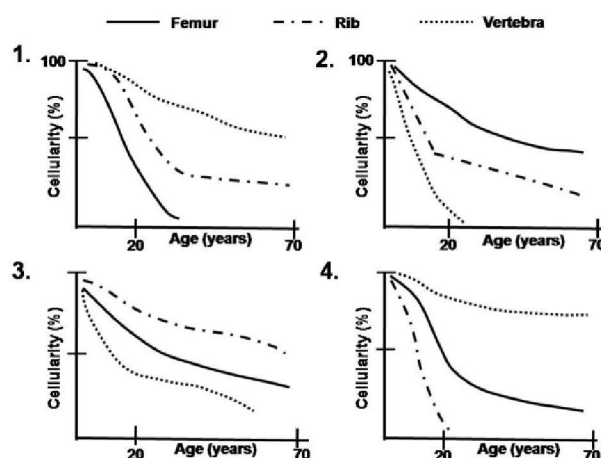 Femur Rib Vertebra
1.
100
Cellularity (%)
20 Age (years) 70
2.
100
Cellularity (%)
20 Age (years) 70
3.
Cellularity (%)
20 Age (years) 70
4.
Cellularity (%)
20 Age (years) 70